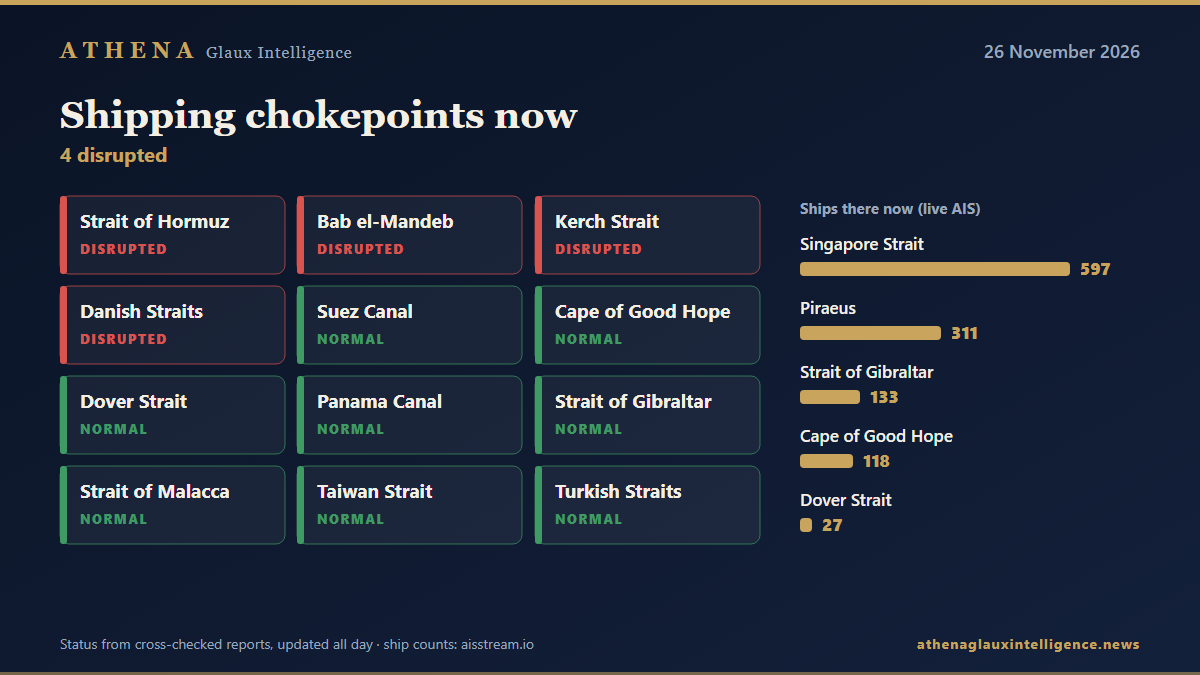 ATHENA Glaux Intelligence
26 November 2026
Shipping chokepoints now
4 disrupted
Strait of Hormuz
DISRUPTED
Bab el-Mandeb
DISRUPTED
Kerch Strait
DISRUPTED
Danish Straits
DISRUPTED
Suez Canal
NORMAL
Cape of Good Hope
NORMAL
Dover Strait
NORMAL
Panama Canal
NORMAL
Strait of Gibraltar
NORMAL
Strait of Malacca
NORMAL
Taiwan Strait
NORMAL
Turkish Straits
NORMAL
Ships there now (live AIS)
Singapore Strait
597
Piraeus
311
Strait of Gibraltar
133
Cape of Good Hope
118
Dover Strait
27
Status from cross-checked reports, updated all day · ship counts: aisstream.io
athenaglauxintelligence.news